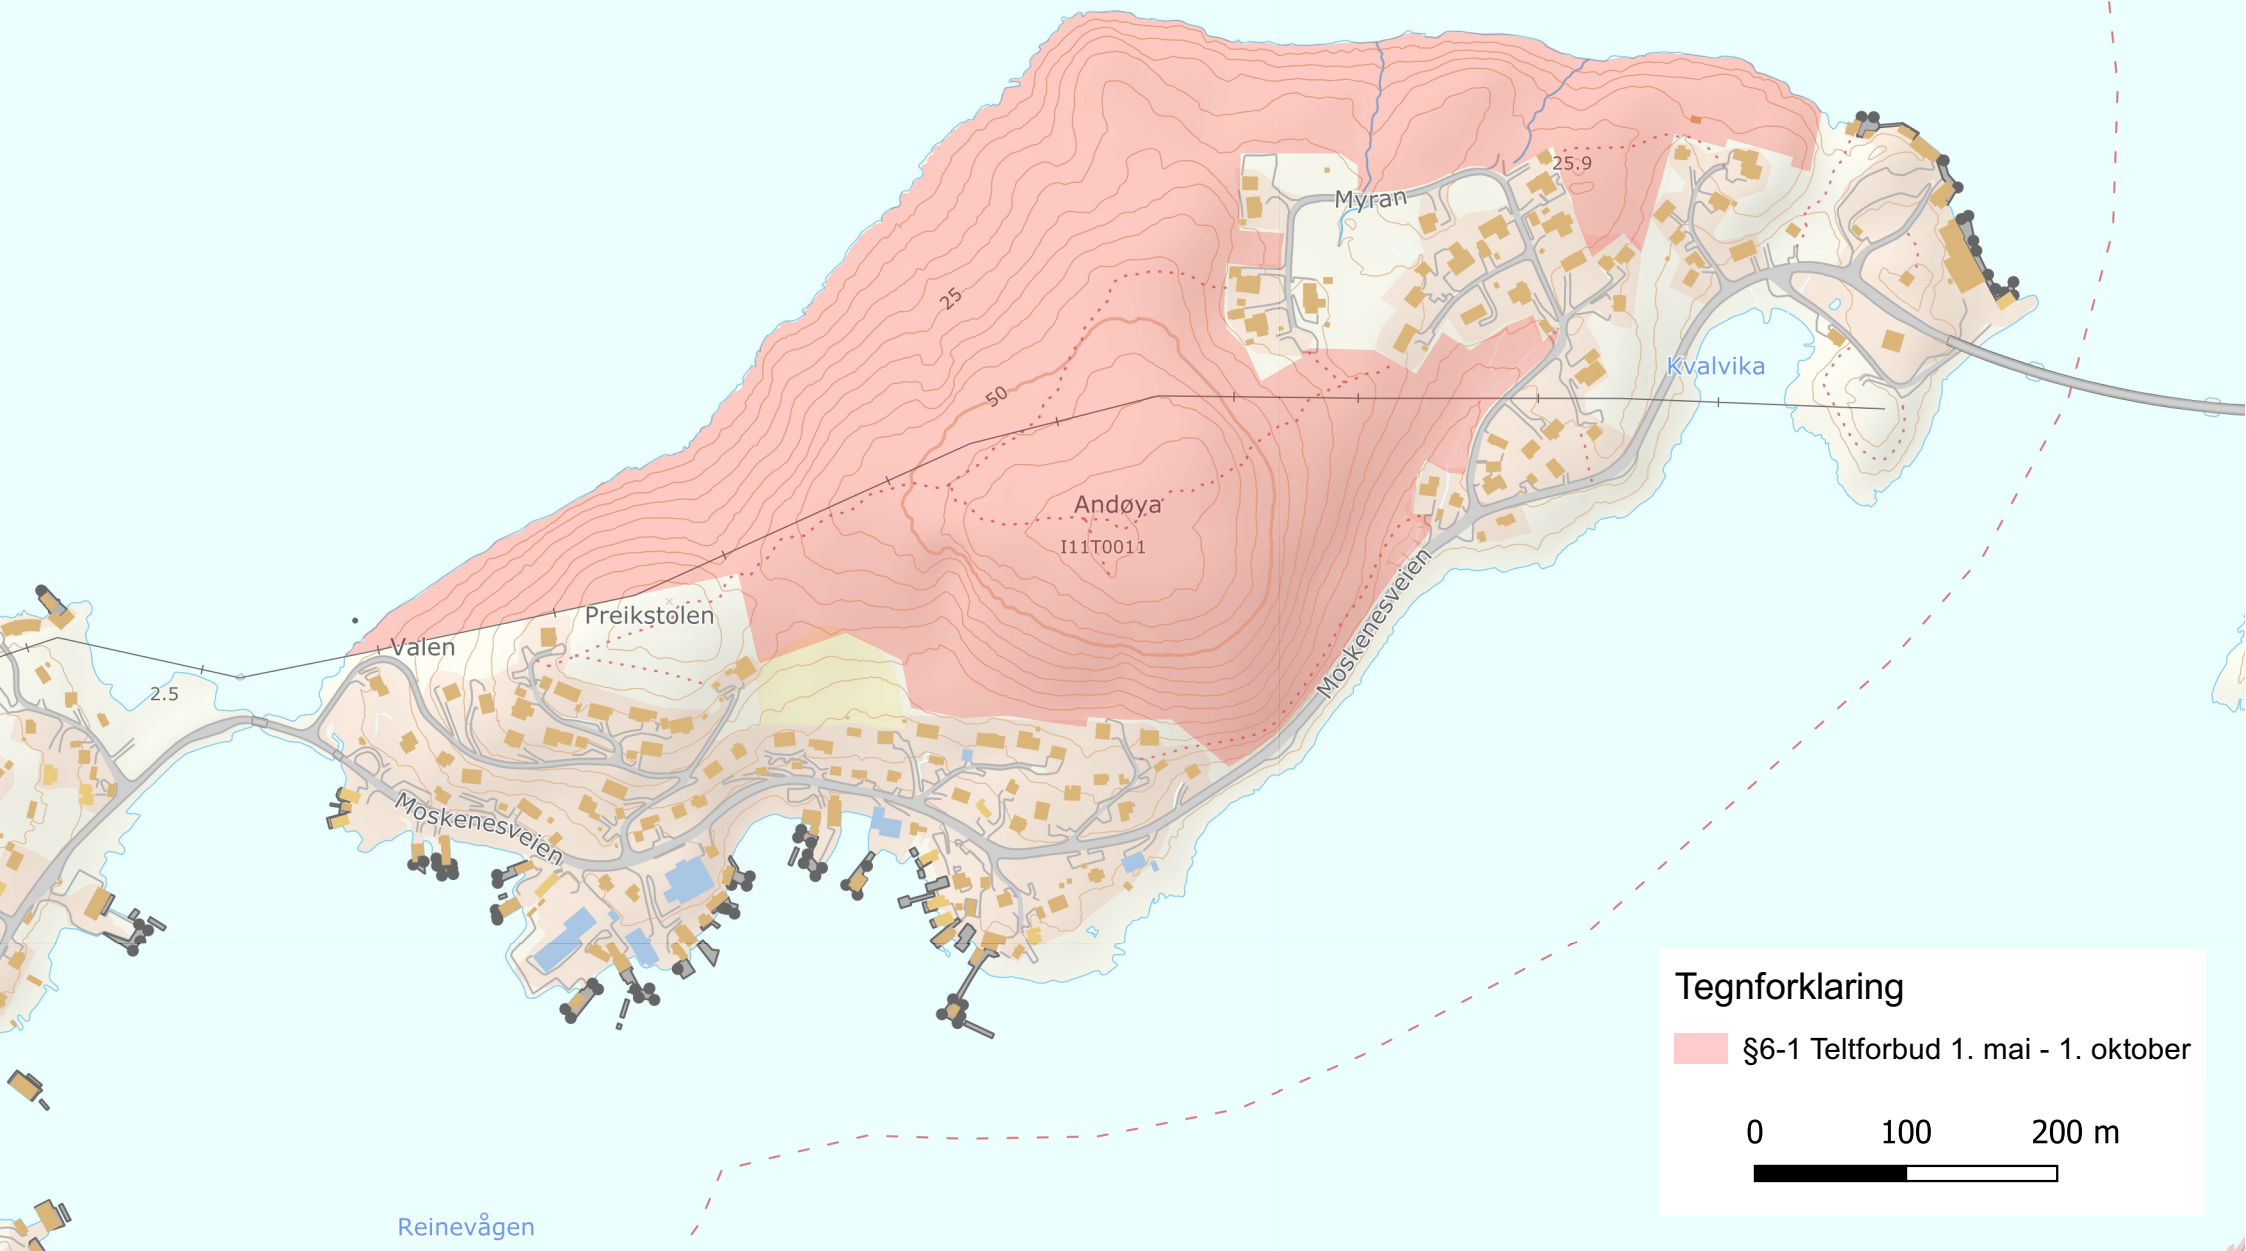 Myran
25.9
25
Kvalvika
50
Andøya
I11T0011
Moskenesveien
Preikstolen
Valen
2.5
Moskenesveien
Reinevågen
Tegnforklaring
§6-1 Teltforbud 1. mai - 1. oktober
0 100 200 m